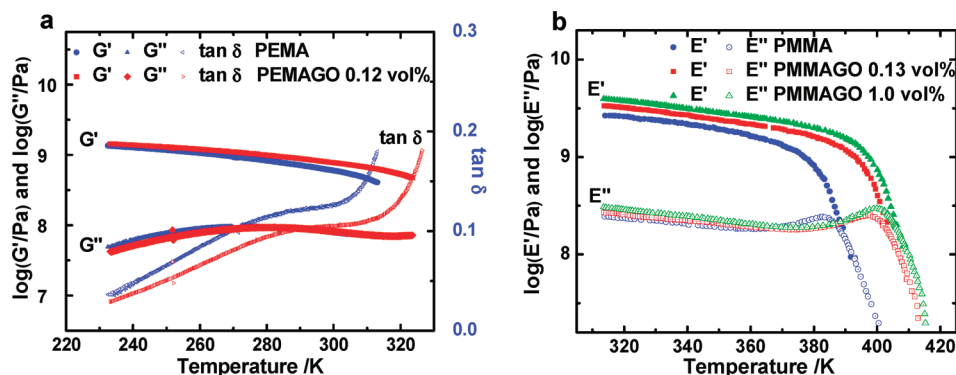 a
G' G'' tan δ PEMA
G' G'' tan δ PEMAGO 0.12 vol%
tan δ
G'
G''
log(G'/Pa) and log(G''/Pa)
10
9
8
7
220 240 260 280 300 320
Temperature /K
0.3
0.2
0.1
0.0
tan δ
b
E' E'' PMMA
E' E'' PMMAGO 0.13 vol%
E' E'' PMMAGO 1.0 vol%
E'
E''
log(E'/Pa) and log(E''/Pa)
10
9
8
320 340 360 380 400 420
Temperature /K